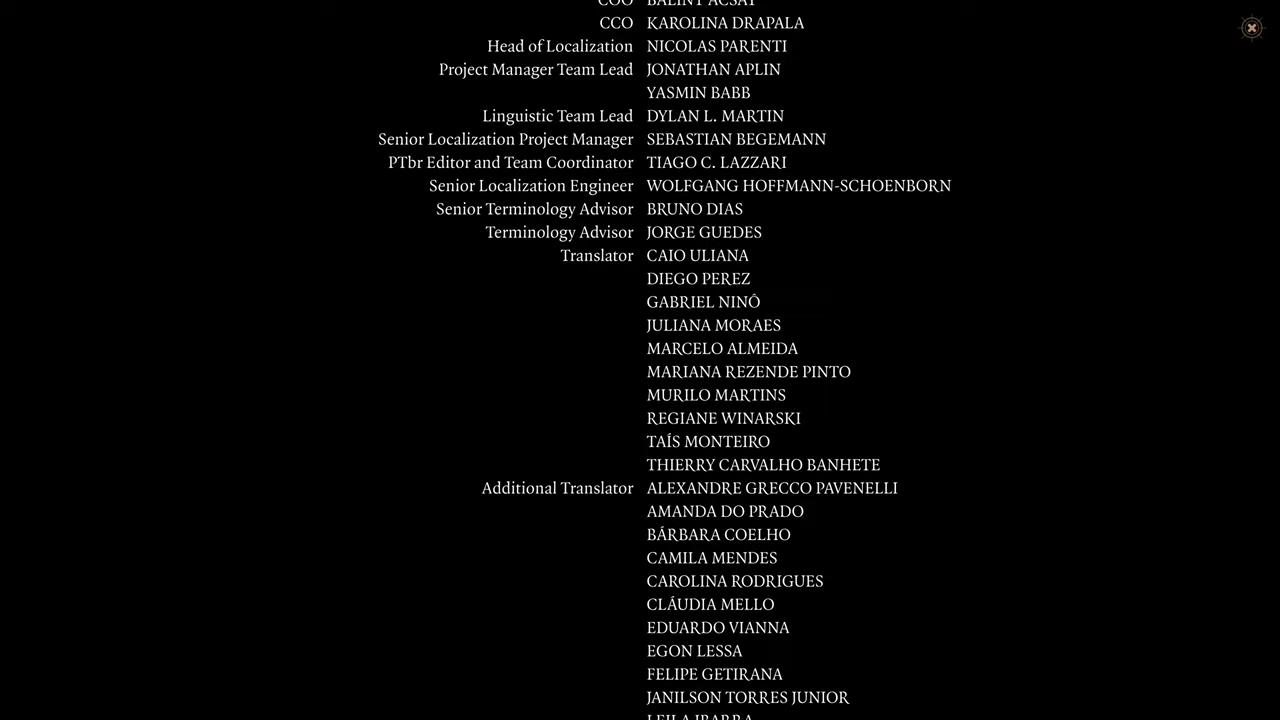 COO BALINT ACSAY
CCO KAROLINA DRAPALA
Head of Localization NICOLAS PARENTI
Project Manager Team Lead JONATHAN APLIN
YASMIN BABB
Linguistic Team Lead DYLAN L. MARTIN
Senior Localization Project Manager SEBASTIAN BEGEMANN
PTbr Editor and Team Coordinator TIAGO C. LAZZARI
Senior Localization Engineer WOLFGANG HOFFMANN-SCHOENBORN
Senior Terminology Advisor BRUNO DIAS
Terminology Advisor JORGE GUEDES
Translator CAIO ULIANA
DIEGO PEREZ
GABRIEL NINÔ
JULIANA MORAES
MARCELO ALMEIDA
MARIANA REZENDE PINTO
MURILO MARTINS
REGIANE WINARSKI
TAÍS MONTEIRO
THIERRY CARVALHO BANHETE
Additional Translator ALEXANDRE GRECCO PAVENELLI
AMANDA DO PRADO
BÁRBARA COELHO
CAMILA MENDES
CAROLINA RODRIGUES
CLÁUDIA MELLO
EDUARDO VIANNA
EGON LESSA
FELIPE GETIRANA
JANILSON TORRES JUNIOR
LEILA IBARRA